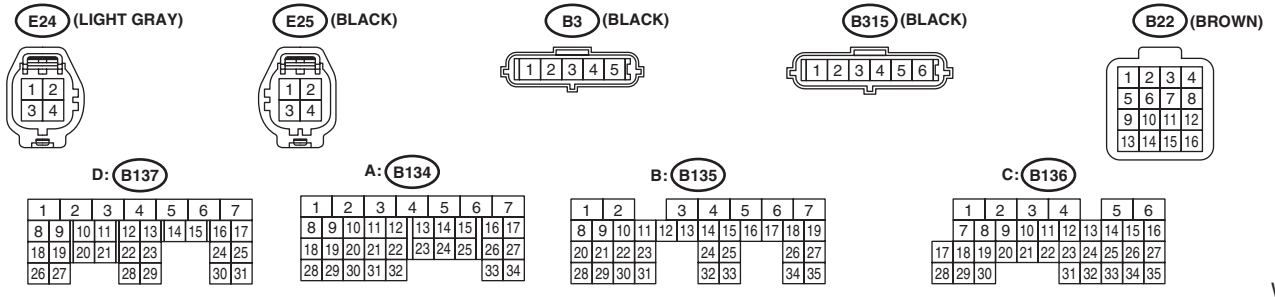 E24 (LIGHT GRAY) E25 (BLACK) B3 (BLACK) B315 (BLACK) B22 (BROWN)
1 2 1 2 1 2 3 4 5 1 2 3 4 5 6 1 2 3 4
3 4 3 4 5 6 7 8
9 10 11 12
13 14 15 16
D: B137 A: B134 B: B135 C: B136
1 2 3 4 5 6 7 1 2 3 4 5 6 7 1 2 3 4 5 6 7 1 2 3 4 5 6
8 9 10 11 12 13 14 15 16 17 8 9 10 11 12 13 14 15 16 17 8 9 10 11 12 13 14 15 16 17 18 19 7 8 9 10 11 12 13 14 15 16
18 19 20 21 22 23 24 25 18 19 20 21 22 23 24 25 26 27 20 21 22 23 24 25 26 27 17 18 19 20 21 22 23 24 25 26 27
26 27 28 29 30 31 28 29 30 31 32 33 34 28 29 30 31 32 33 34 35 28 29 30 31 32 33 34 35